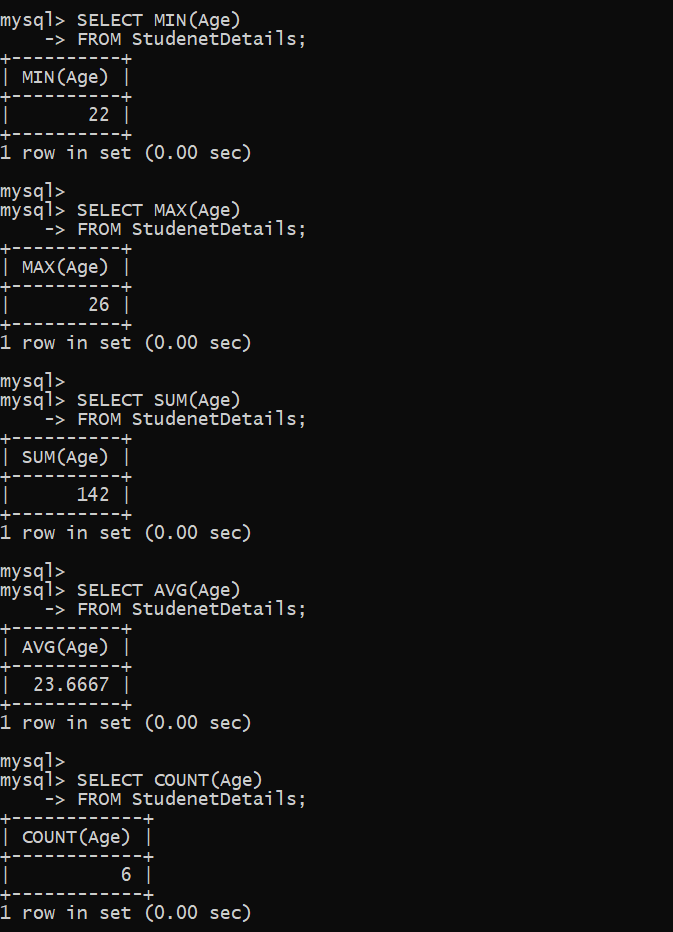 mysql> SELECT MIN(Age)
    -> FROM StudenetDetails;
+----------+
| MIN(Age) |
+----------+
|       22 |
+----------+
1 row in set (0.00 sec)

mysql>
mysql> SELECT MAX(Age)
    -> FROM StudenetDetails;
+----------+
| MAX(Age) |
+----------+
|       26 |
+----------+
1 row in set (0.00 sec)

mysql>
mysql> SELECT SUM(Age)
    -> FROM StudenetDetails;
+----------+
| SUM(Age) |
+----------+
|      142 |
+----------+
1 row in set (0.00 sec)

mysql>
mysql> SELECT AVG(Age)
    -> FROM StudenetDetails;
+----------+
| AVG(Age) |
+----------+
|  23.6667 |
+----------+
1 row in set (0.00 sec)

mysql>
mysql> SELECT COUNT(Age)
    -> FROM StudenetDetails;
+------------+
| COUNT(Age) |
+------------+
|          6 |
+------------+
1 row in set (0.00 sec)